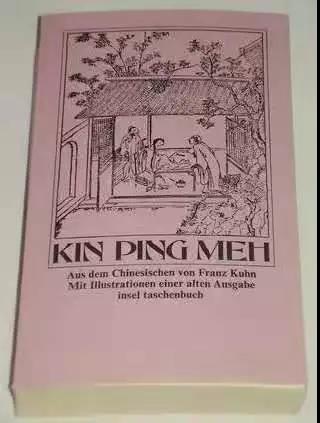 KIN PING MEH
Aus dem Chinesischen von Franz Kuhn
Mit Illustrationen einer alten Ausgabe
insel taschenbuch